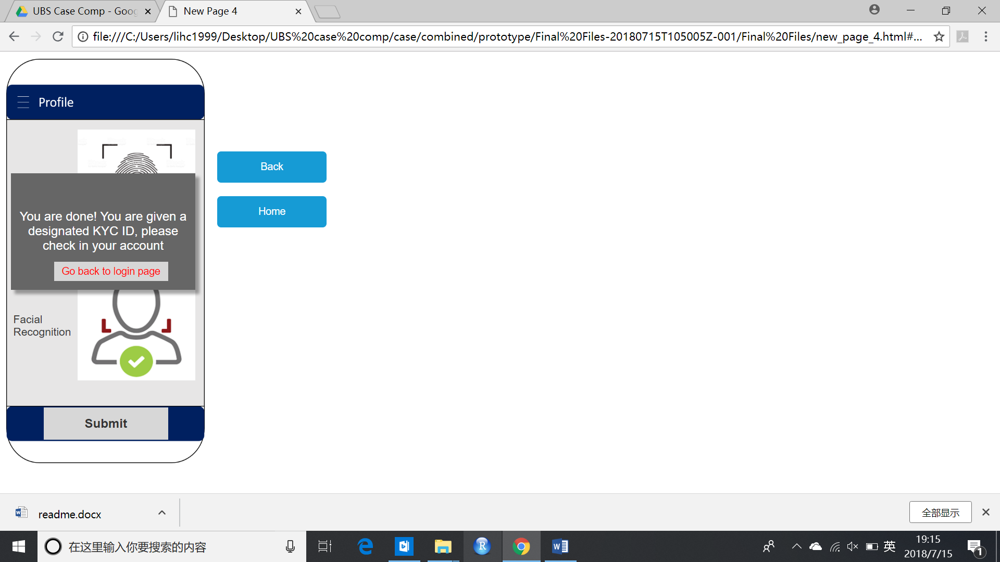 UBS Case Comp - Goo
New Page 4
file:///C:/Users/lihc1999/Desktop/UBS%20case%20comp/case/combined/prototype/Final%20Files-20180715T105005Z-001/Final%20Files/new_page_4.html#...
Profile
Back
Home
You are done! You are given a
designated KYC ID, please
check in your account
Go back to login page
Facial
Recognition
Submit
readme.docx
全部显示
在这里输入你要搜索的内容
英
19:15
2018/7/15
1